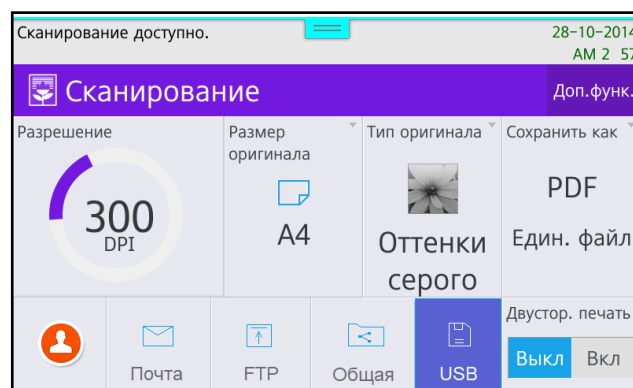 Сканирование доступно.
28-10-2014
AM 2 57
Сканирование
Доп.функ.
Разрешение
300
DPI
Размер
оригинала
A4
Тип оригинала
Оттенки
серого
Сохранить как
PDF
Един. файл
Почта
FTP
Общая
USB
Двустор. печать
Выкл
Вкл